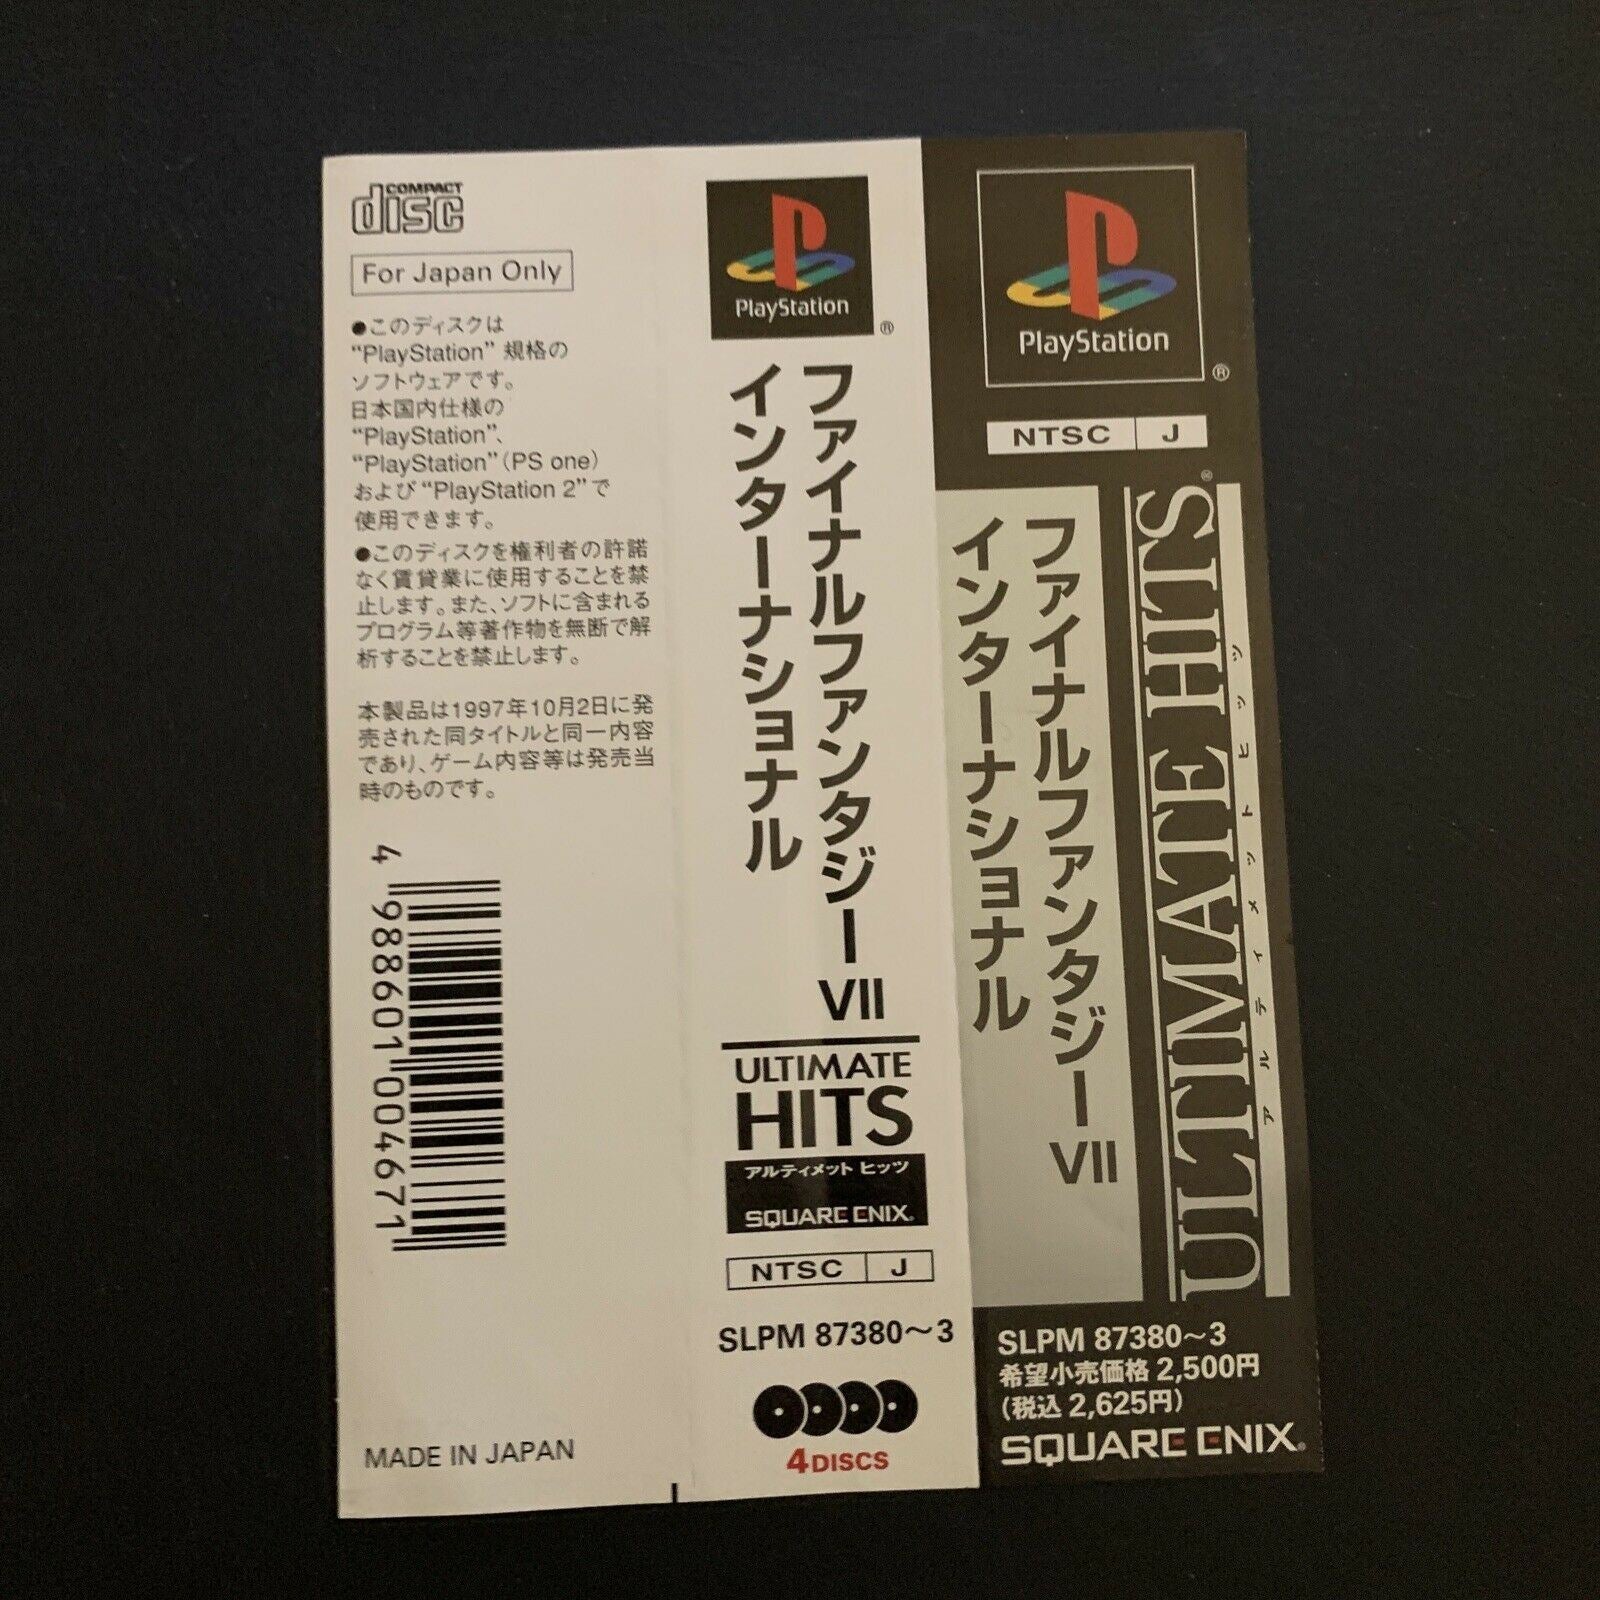 COMPACT
disc
For Japan Only
●このディスクは
“PlayStation” 規格の
ソフトウェアです。
日本国内仕様の
“PlayStation”、
“PlayStation”(PS one)
および“PlayStation 2”で
使用できます。
●このディスクを権利者の許諾
なく賃貸業に使用することを禁
止します。また、ソフトに含まれる
プログラム等著作物を無断で解
析することを禁止します。
本製品は1997年10月2日に発
売された同タイトルと同一内容
であり、ゲーム内容等は発売当
時のものです。
4 988601 004671
MADE IN JAPAN
PlayStation
®
ファイナルファンタジーVII
インターナショナル
ULTIMATE
HITS
アルティメット ヒッツ
SQUARE ENIX.
NTSC J
SLPM 87380～3
4DISCS
PlayStation
®
NTSC J
ULTIMATE HITS®
アルティメットヒッツ
ファイナルファンタジーVII
インターナショナル
SLPM 87380～3
希望小売価格 2,500円
(税込 2,625円)
SQUARE ENIX.